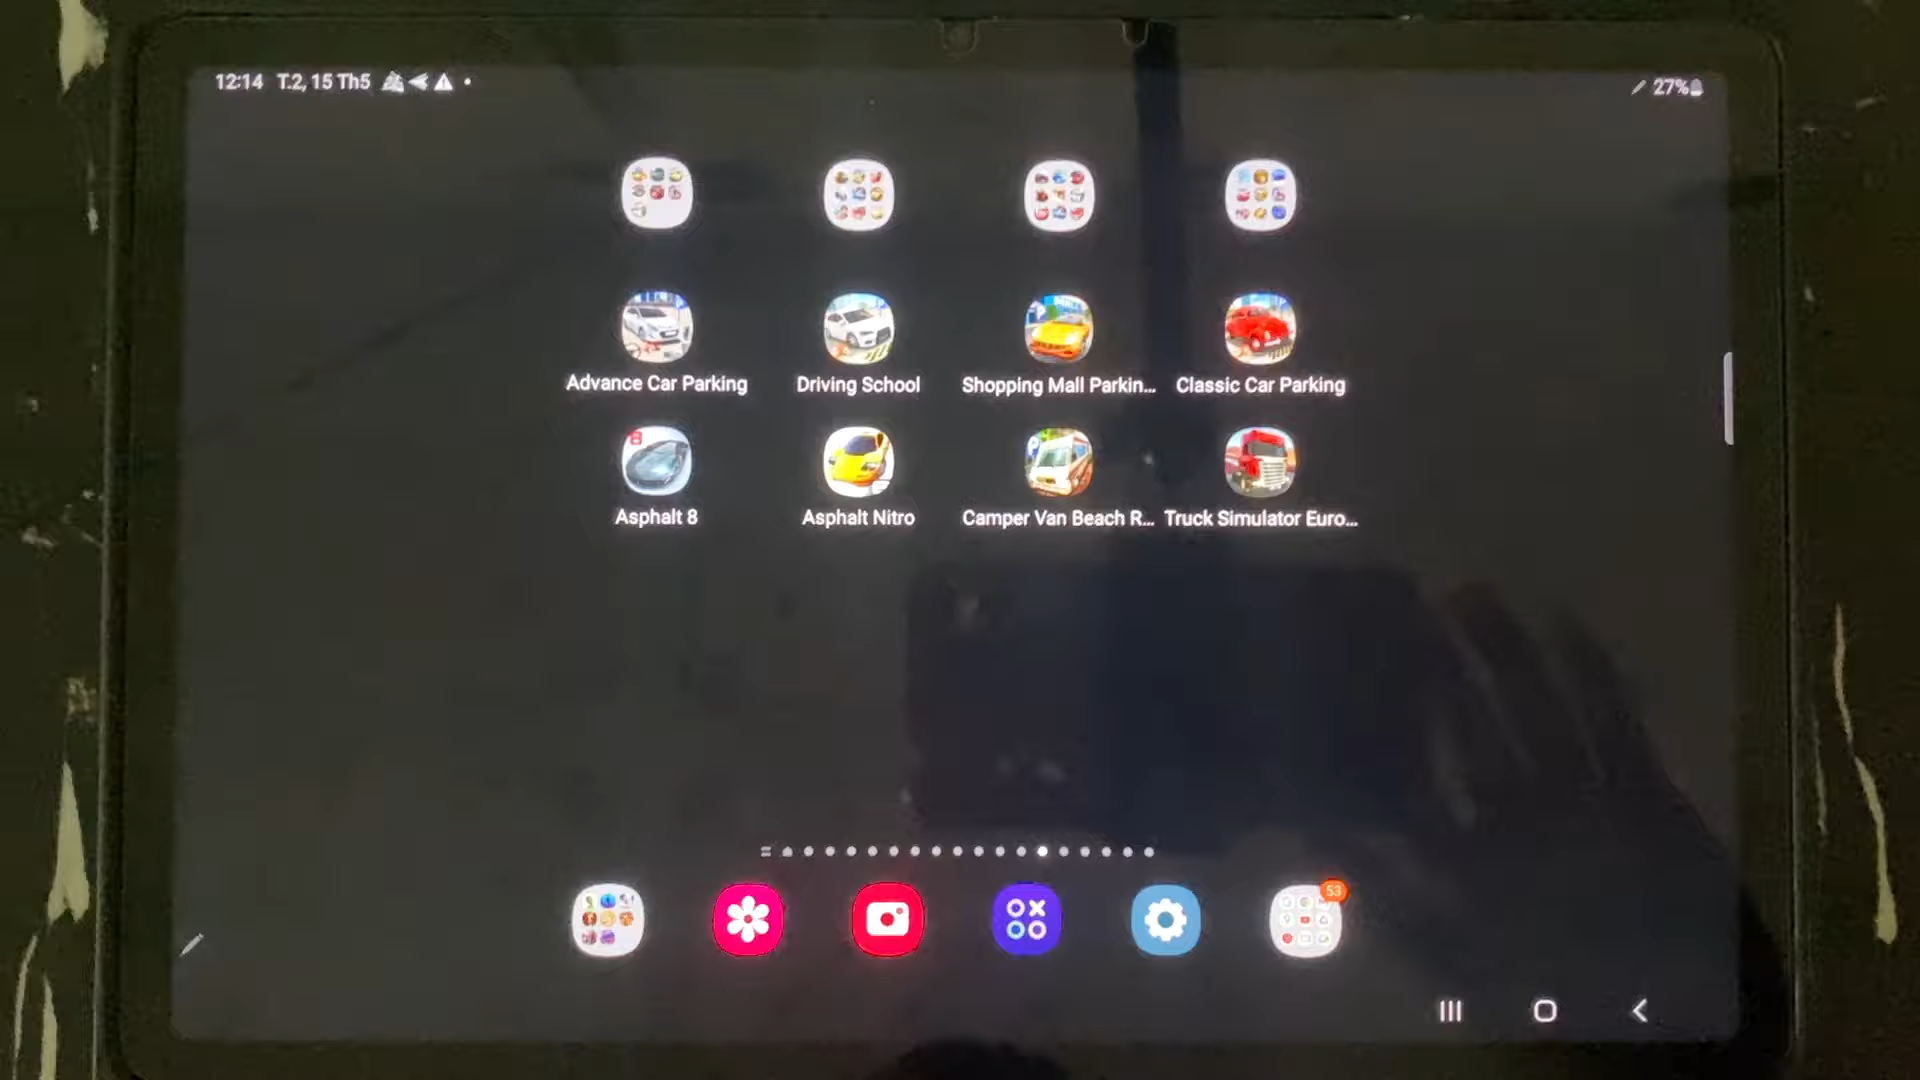 12:14 T.2, 15 Th5
27%
Advance Car Parking
Driving School
Shopping Mall Parkin...
Classic Car Parking
Asphalt 8
Asphalt Nitro
Camper Van Beach R...
Truck Simulator Euro...
53